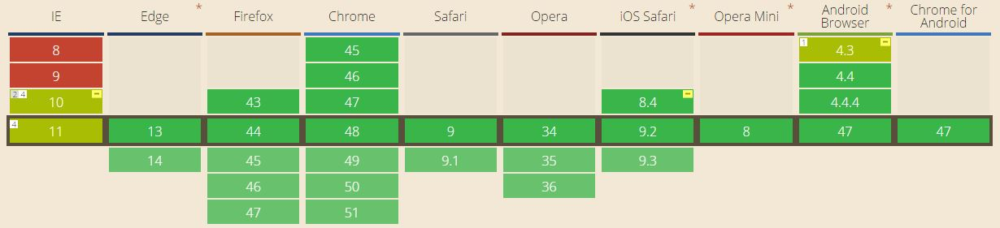 IE Edge * Firefox Chrome Safari Opera iOS Safari * Opera Mini * Android Browser * Chrome for Android
8 45 1 4.3 -
9 46 4.4
2 4 10 - 43 47 8.4 - 4.4.4
4 11 13 44 48 9 34 9.2 8 47 47
14 45 49 9.1 35 9.3
46 50 36
47 51